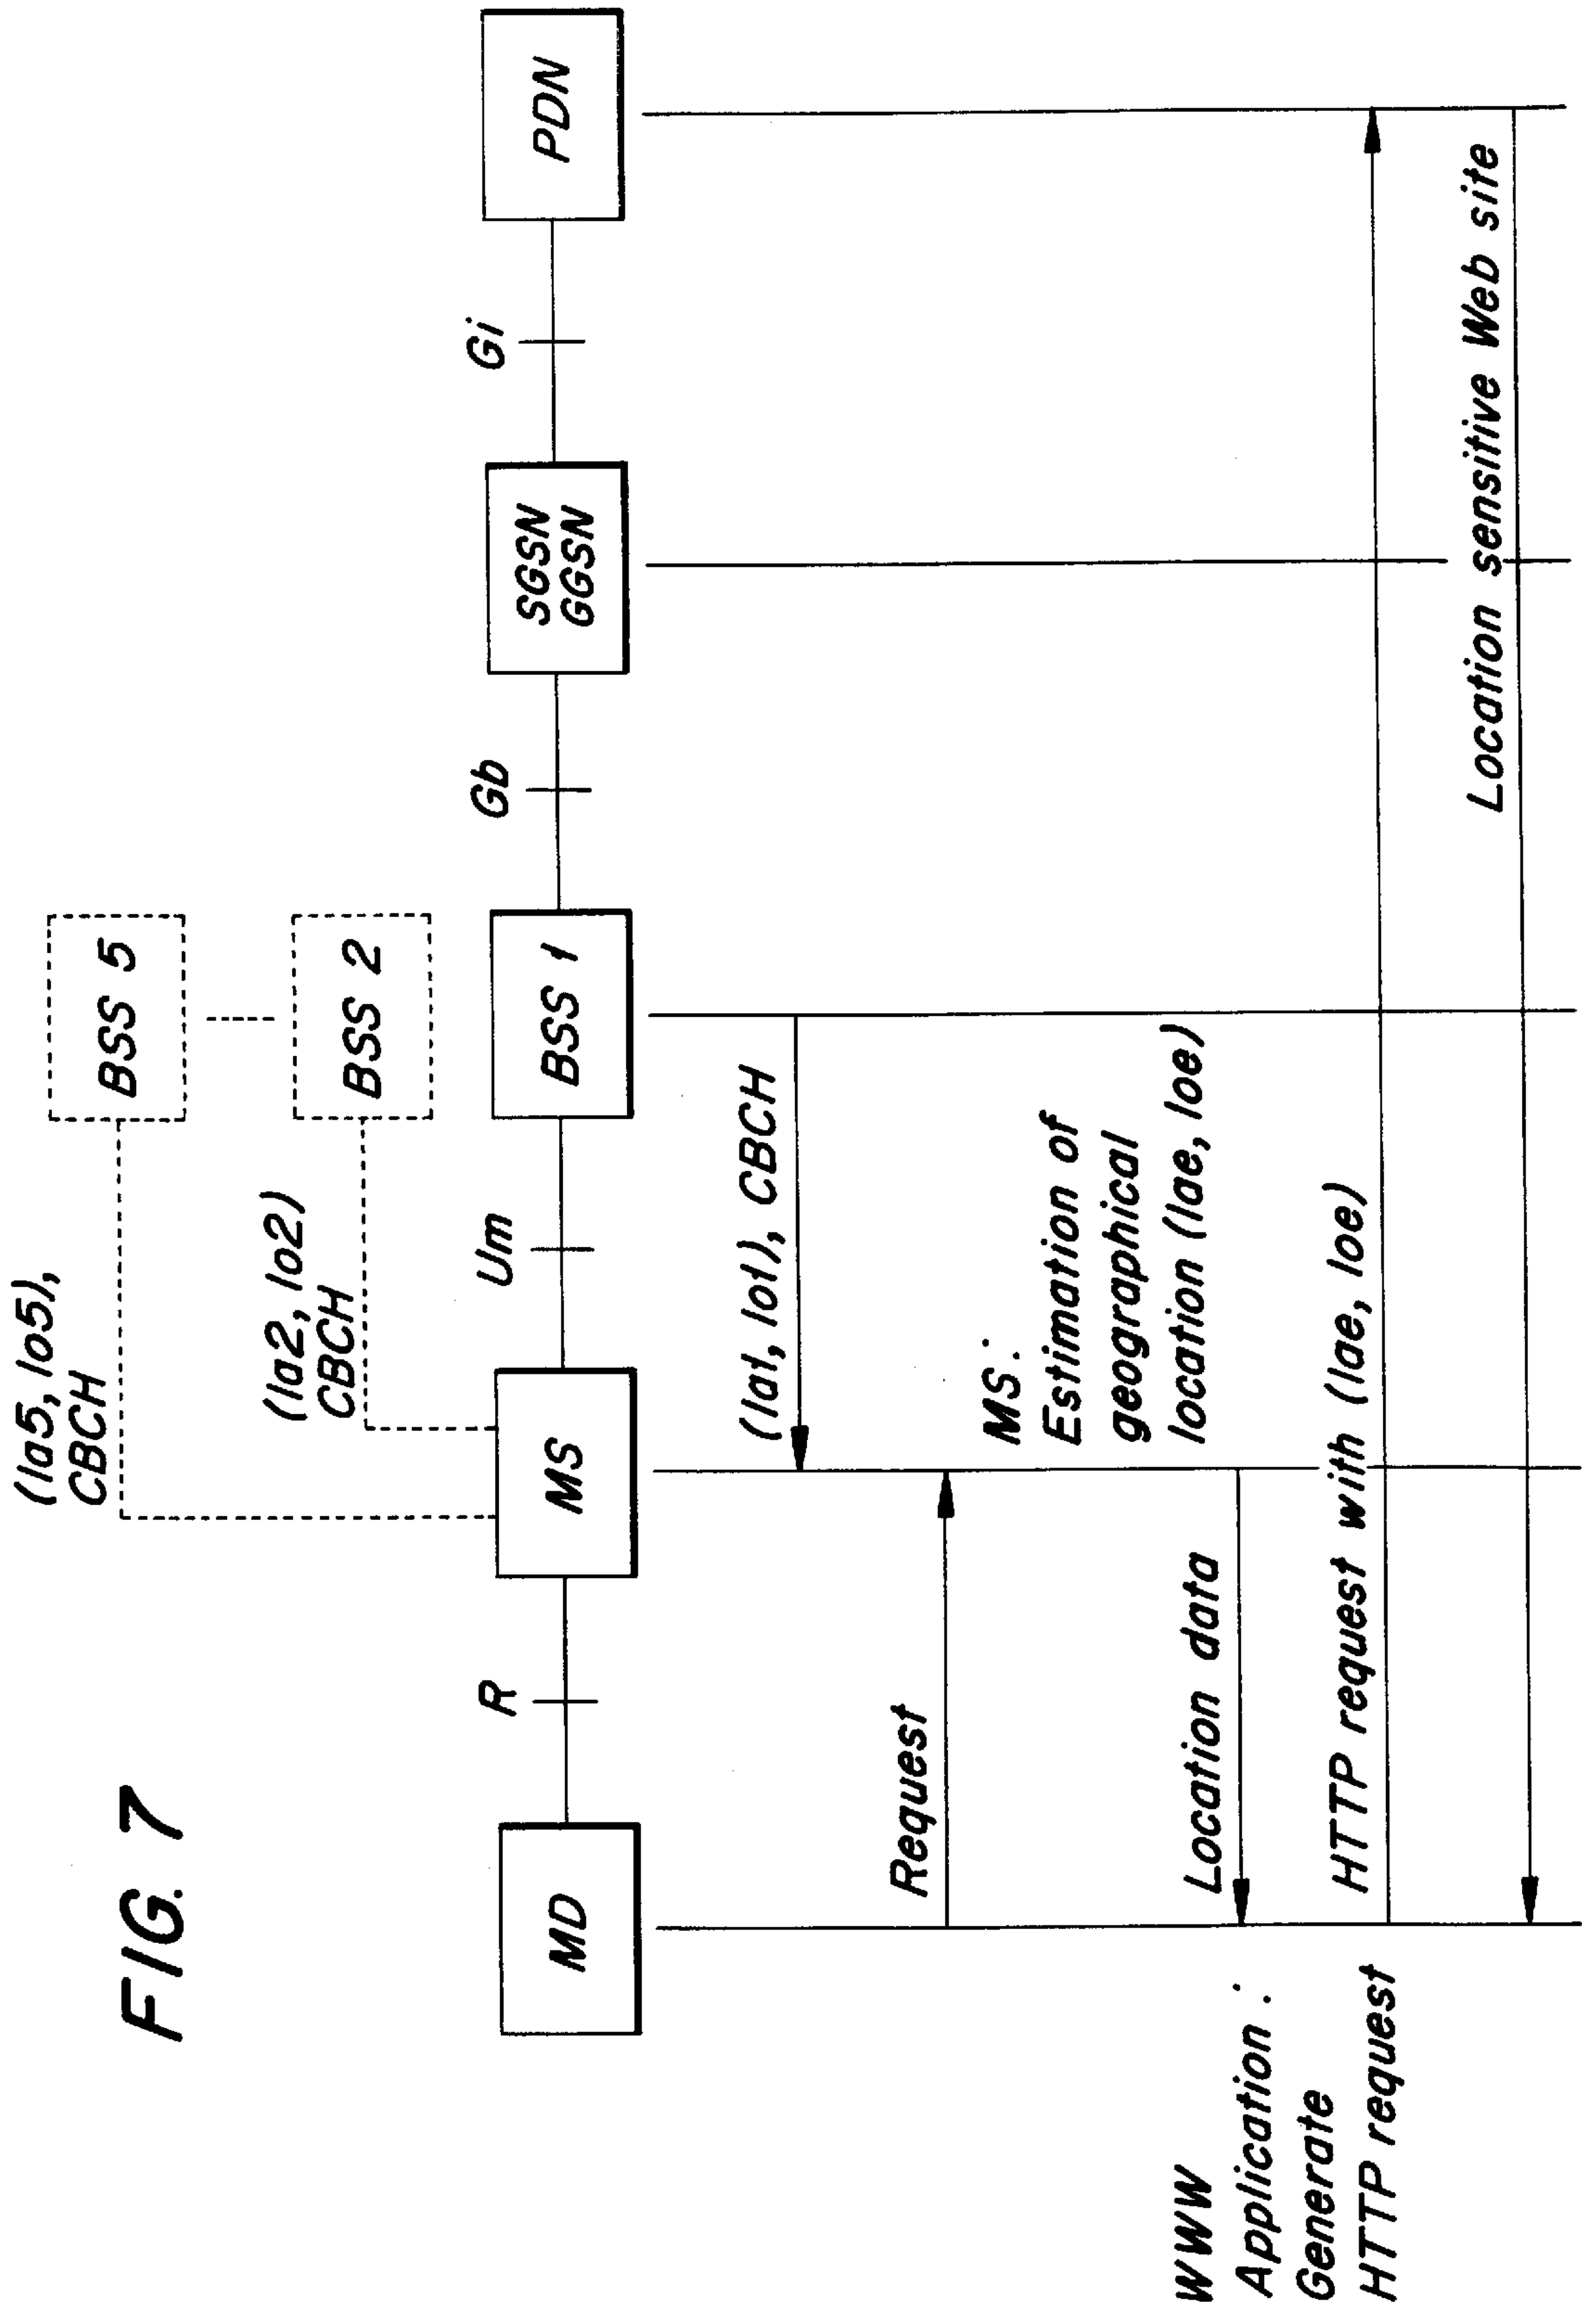 FIG. 7
(la5, lo5),
CBCH
BSS 5
(la2, lo2)
CBCH
BSS 2
MD
R
MS
Um
BSS 1
Gb
SGSN
GGSN
Gi
PDN
(la1, lo1), CBCH
Request
MS:
Estimation of
geographical
location (lae, loe)
Location data
WWW
Application:
Generate
HTTP request
HTTP request with (lae, loe)
Location sensitive Web site